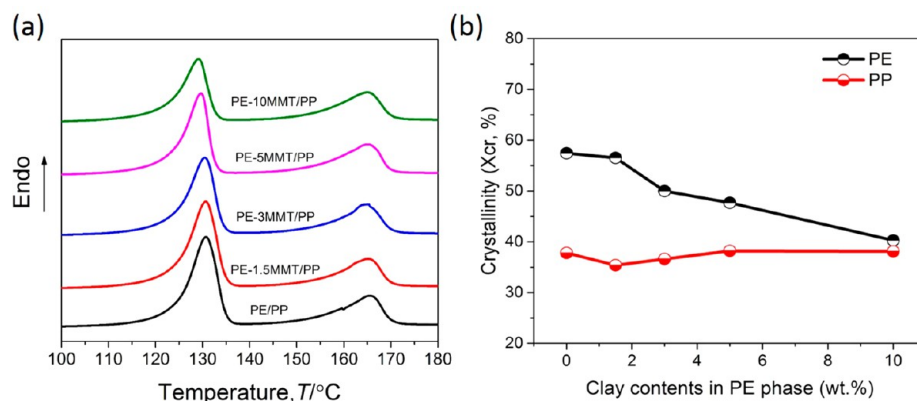 (a)
Endo
PE-10MMT/PP
PE-5MMT/PP
PE-3MMT/PP
PE-1.5MMT/PP
PE/PP
100 110 120 130 140 150 160 170 180
Temperature,T/°C
(b)
Crystallinity (Xcr, %)
80
70
60
50
40
30
20
PE
PP
0 2 4 6 8 10
Clay contents in PE phase (wt.%)